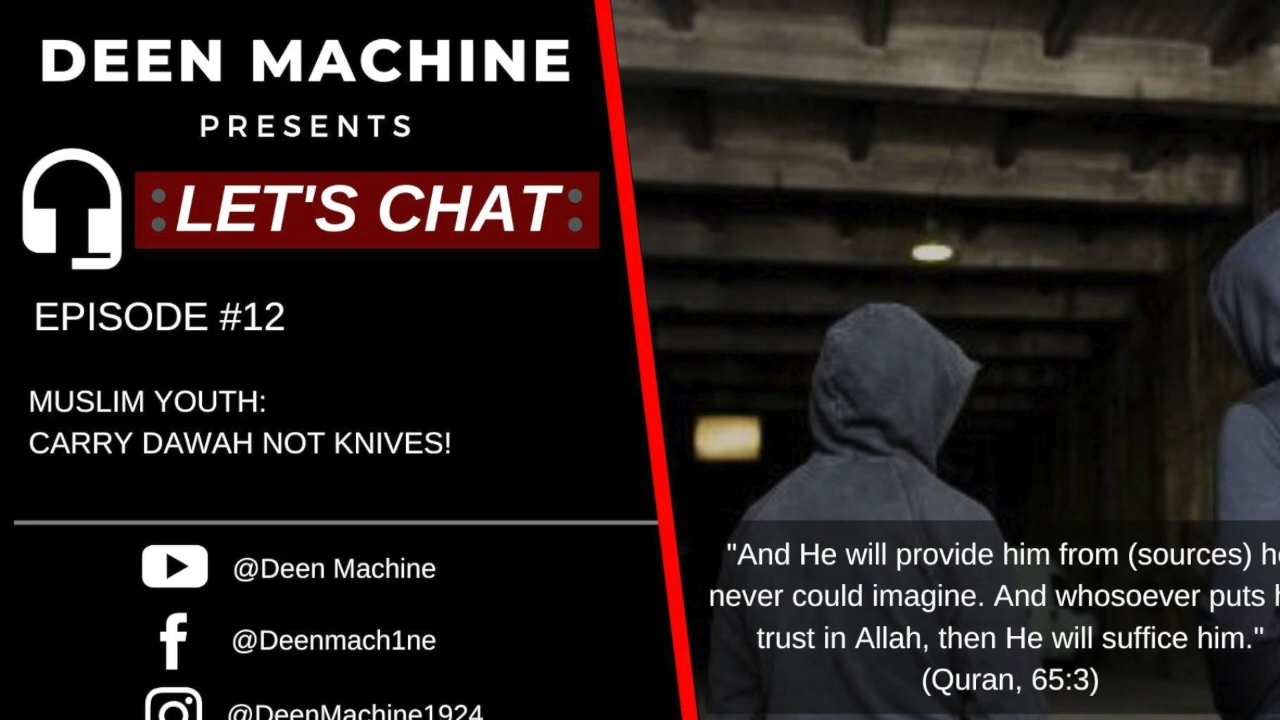 DEEN MACHINE
PRESENTS
LET'S CHAT
EPISODE #12
MUSLIM YOUTH:
CARRY DAWAH NOT KNIVES!
@Deen Machine
@Deenmach1ne
@DeenMachine1924
"And He will provide him from (sources)
never could imagine. And whosoever puts
trust in Allah, then He will suffice him."
(Quran, 65:3)